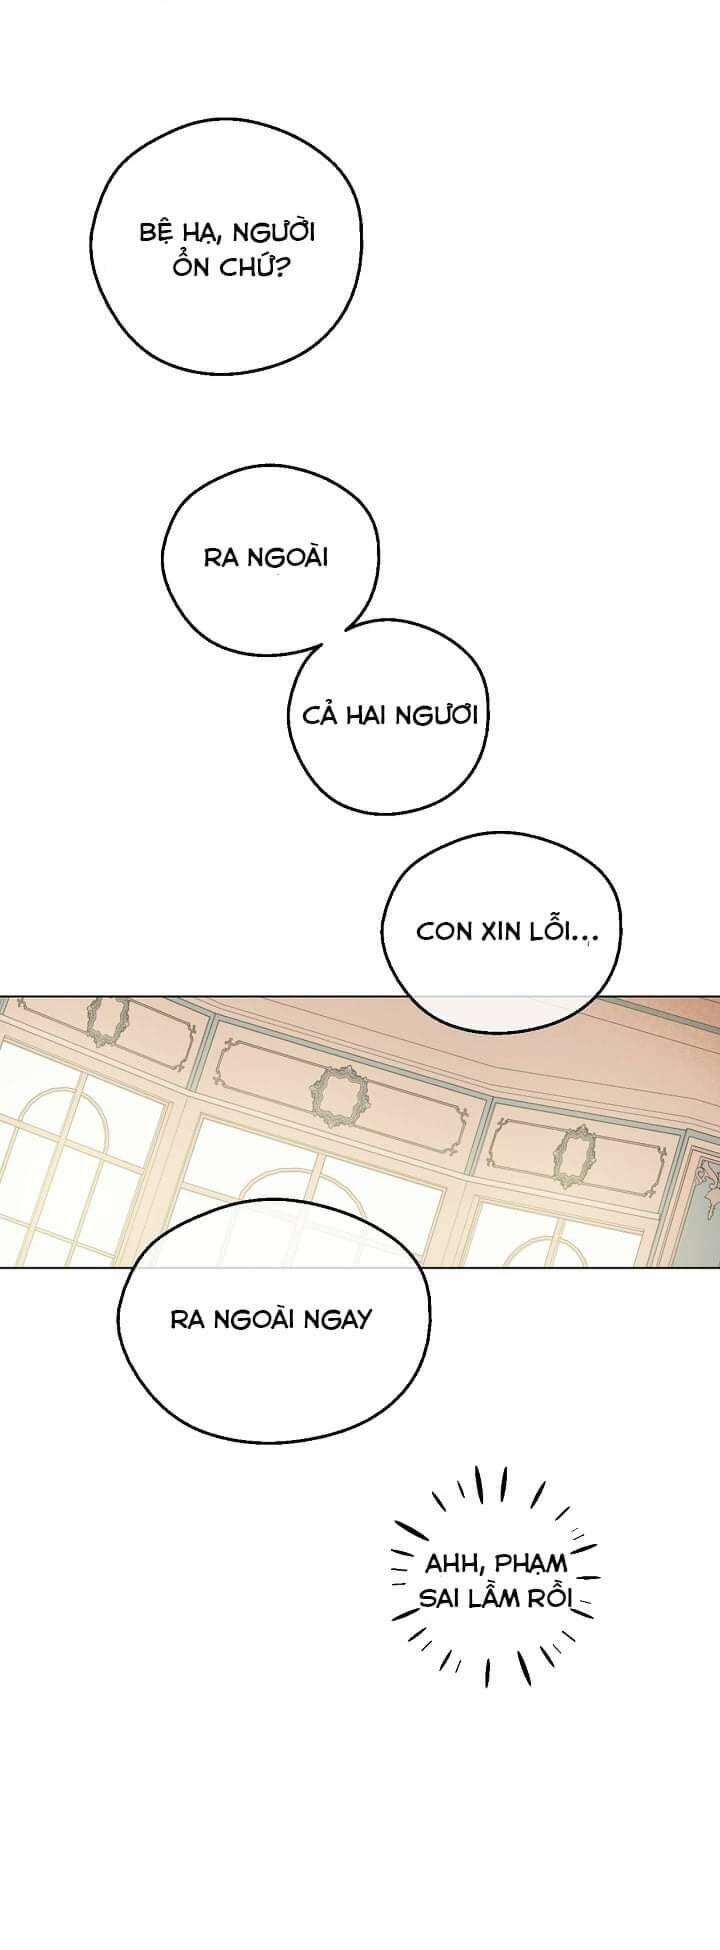 BỆ HẠ, NGƯỜI
ỔN CHỨ?
RA NGOÀI
CẢ HAI NGƯƠI
CON XIN LỖI...
RA NGOÀI NGAY
AHH, PHẠM
SAI LẦM RỒI